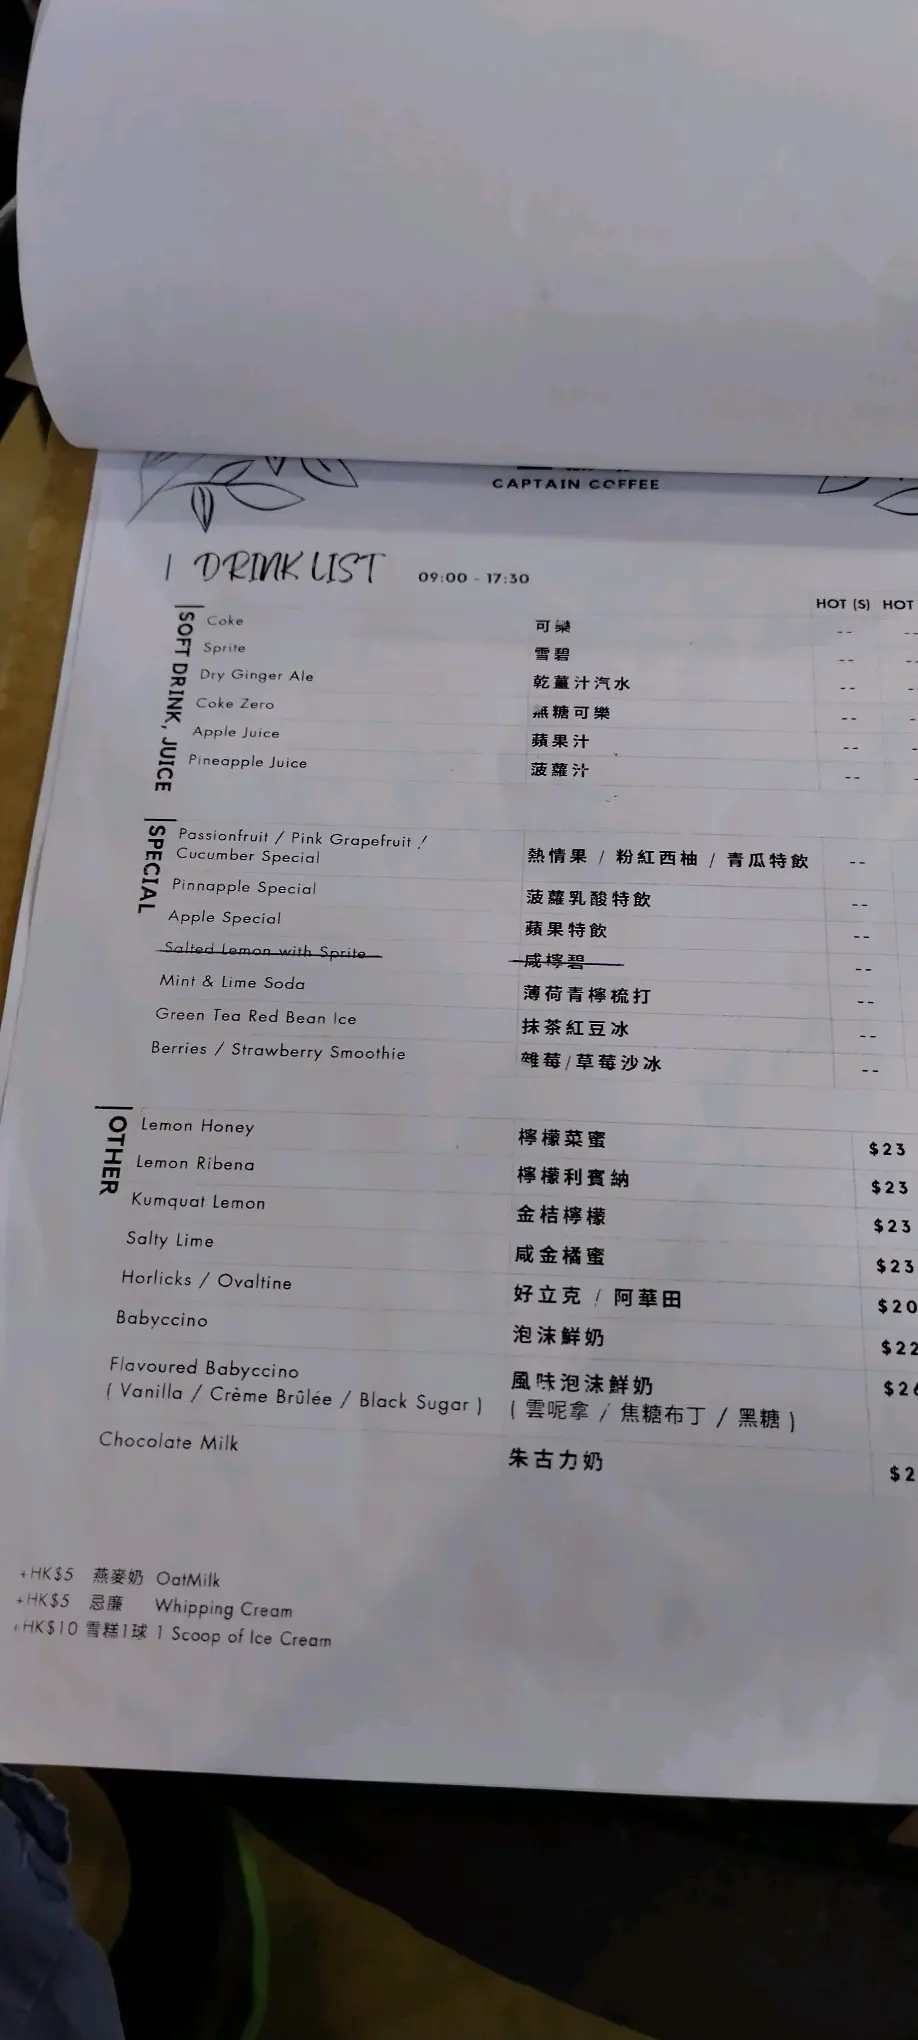 CAPTAIN COFFEE
DRINK LIST 09:00 - 17:30
HOT (S) HOT
SOFT DRINK, JUICE
Coke 可樂 --
Sprite 雪碧 --
Dry Ginger Ale 乾薑汁汽水 --
Coke Zero 無糖可樂 --
Apple Juice 蘋果汁 --
Pineapple Juice 菠蘿汁 --
SPECIAL
Passionfruit / Pink Grapefruit /
Cucumber Special 熱情果 / 粉紅西柚 / 青瓜特飲 --
Pinnapple Special 菠蘿乳酸特飲 --
Apple Special 蘋果特飲 --
Salted Lemon with Sprite 咸檸碧 --
Mint & Lime Soda 薄荷青檸梳打 --
Green Tea Red Bean Ice 抹茶紅豆冰 --
Berries / Strawberry Smoothie 雜莓/草莓沙冰 --
OTHER
Lemon Honey 檸檬菜蜜 $23
Lemon Ribena 檸檬利賓納 $23
Kumquat Lemon 金桔檸檬 $23
Salty Lime 咸金橘蜜 $23
Horlicks / Ovaltine 好立克 / 阿華田 $20
Babyccino 泡沫鮮奶 $22
Flavoured Babyccino 風味泡沫鮮奶
( Vanilla / Crème Brûlée / Black Sugar ) ( 雲呢拿 / 焦糖布丁 / 黑糖 )
Chocolate Milk 朱古力奶
+HK$5 燕麥奶 OatMilk
+HK$5 忌廉 Whipping Cream
+HK$10 雪糕1球 1 Scoop of Ice Cream